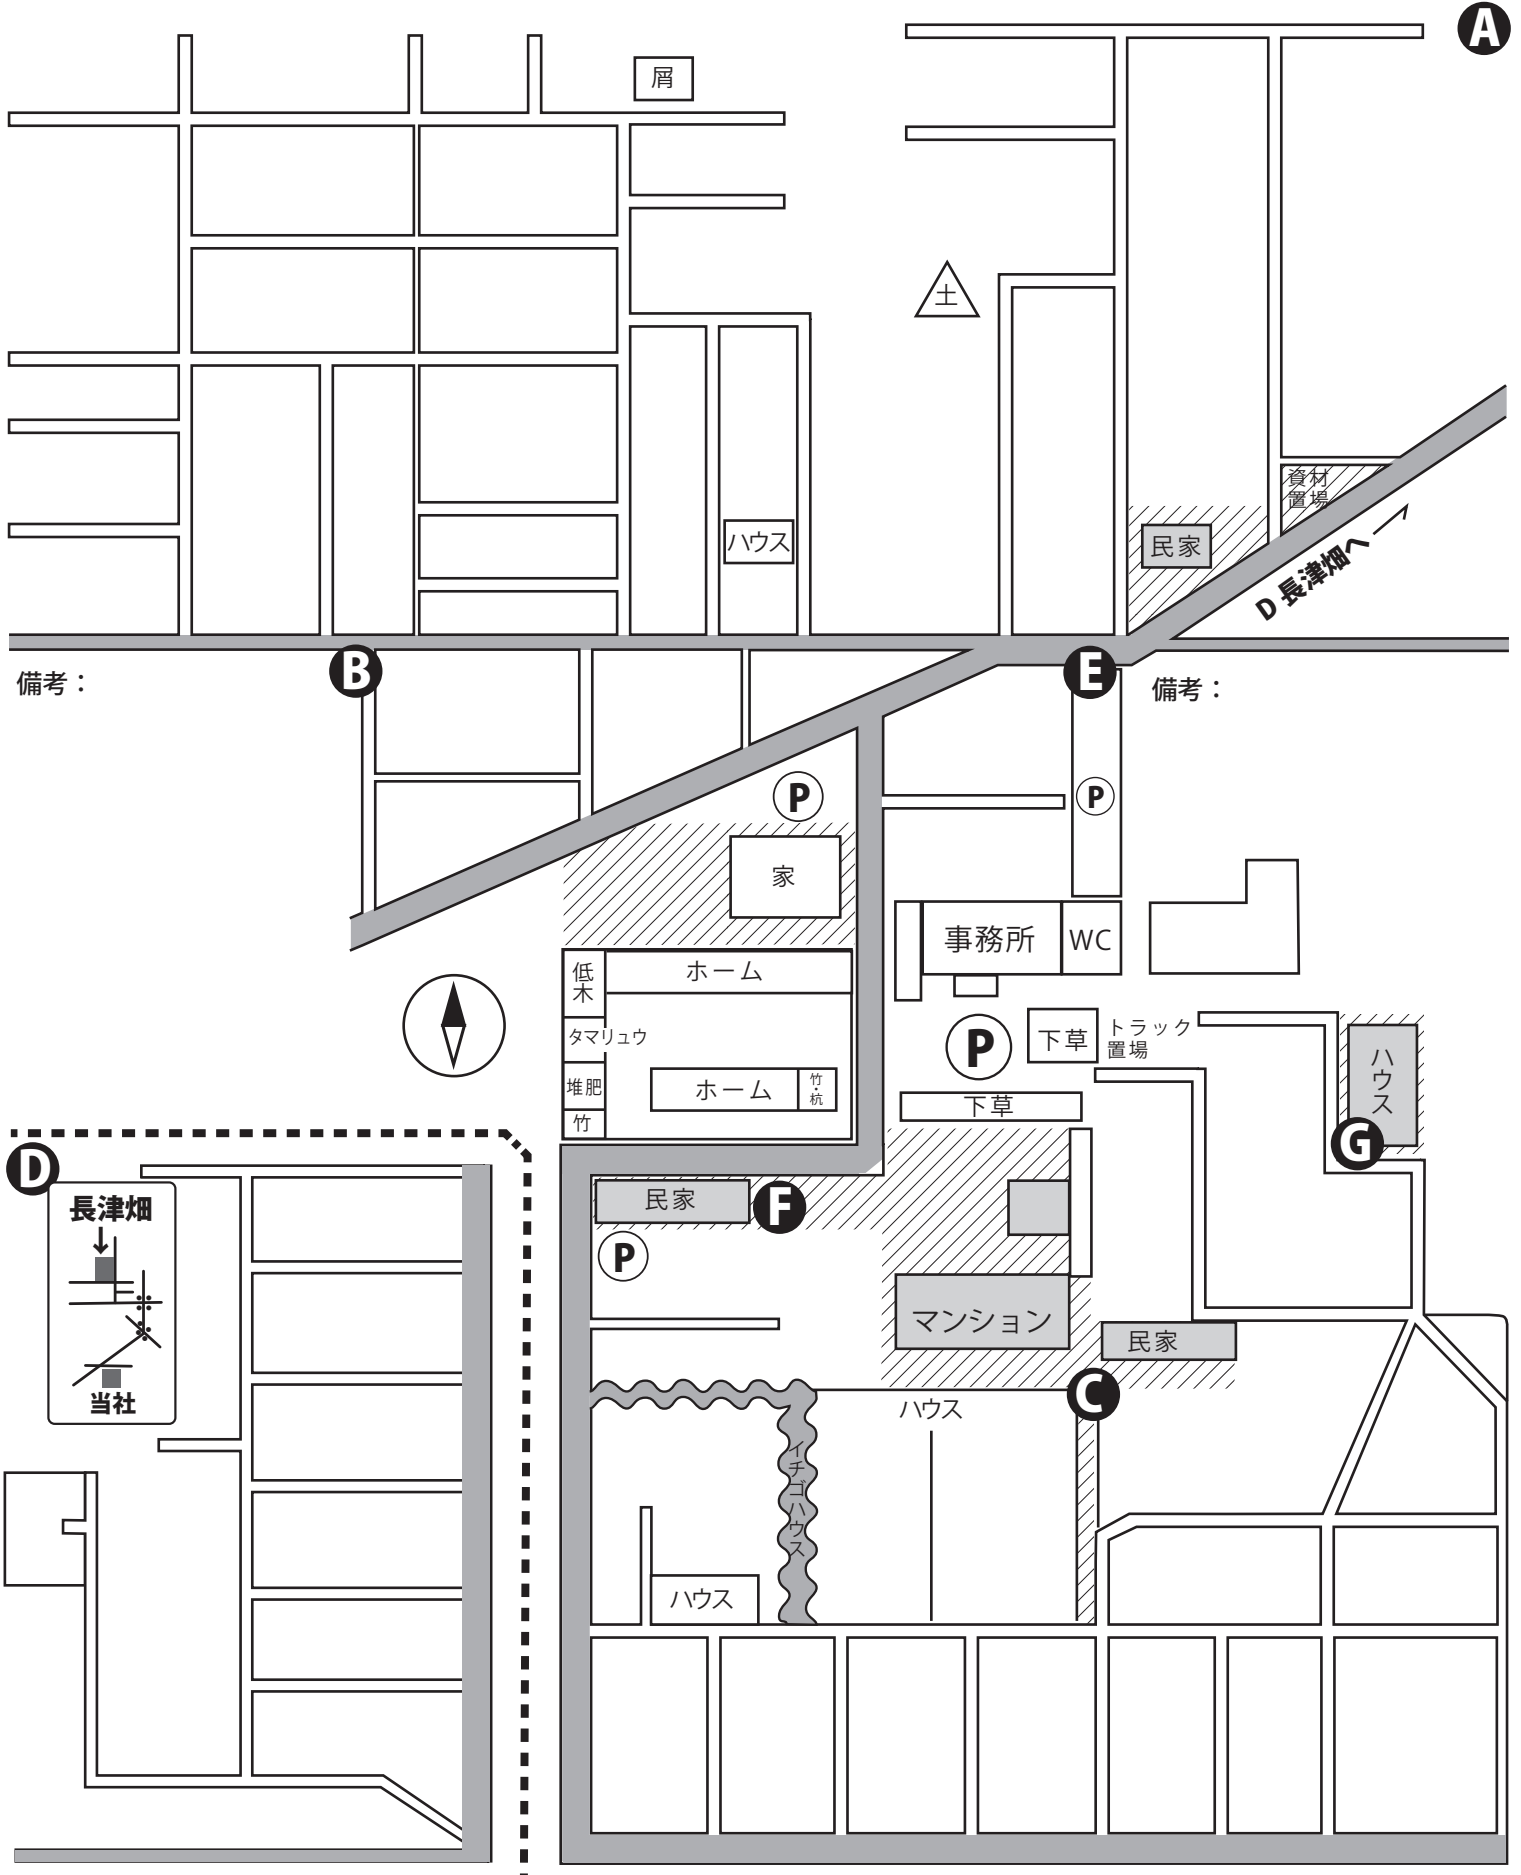 A
屑
土
資材
置場
ハウス
民家
D 長津畑へ
B
E
備考：
備考：
P
P
家
事務所
WC
低木
ホーム
タマリュウ
P
下草
トラック
置場
ハウス
堆肥
ホーム
竹・杭
竹
下草
G
D
長津畑
当社
民家
F
P
マンション
民家
C
ハウス
イチゴハウス
ハウス